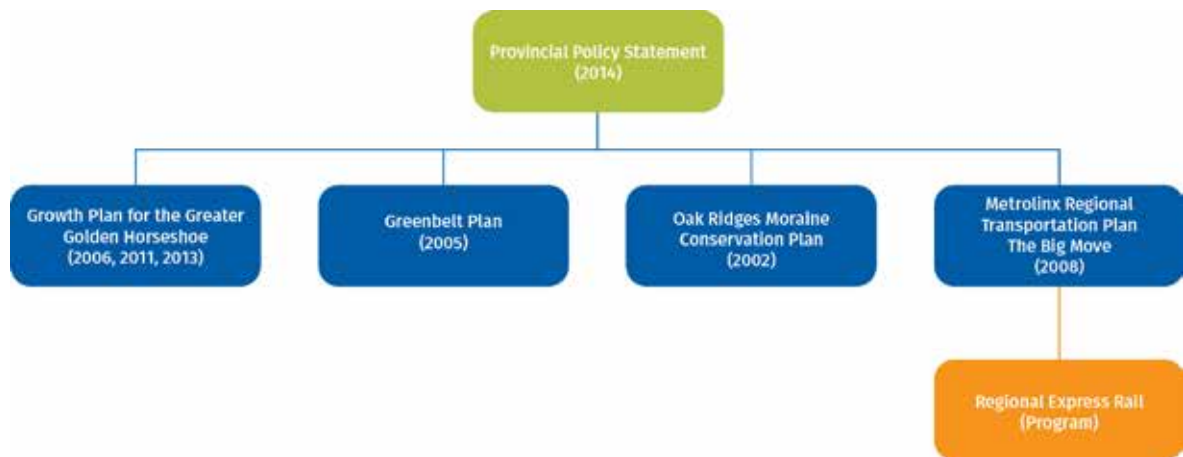 Provincial Policy Statement
(2014)
Growth Plan for the Greater
Golden Horseshoe
(2006, 2011, 2013)
Greenbelt Plan
(2005)
Oak Ridges Moraine
Conservation Plan
(2002)
Metrolinx Regional
Transportation Plan
The Big Move
(2008)
Regional Express Rail
(Program)